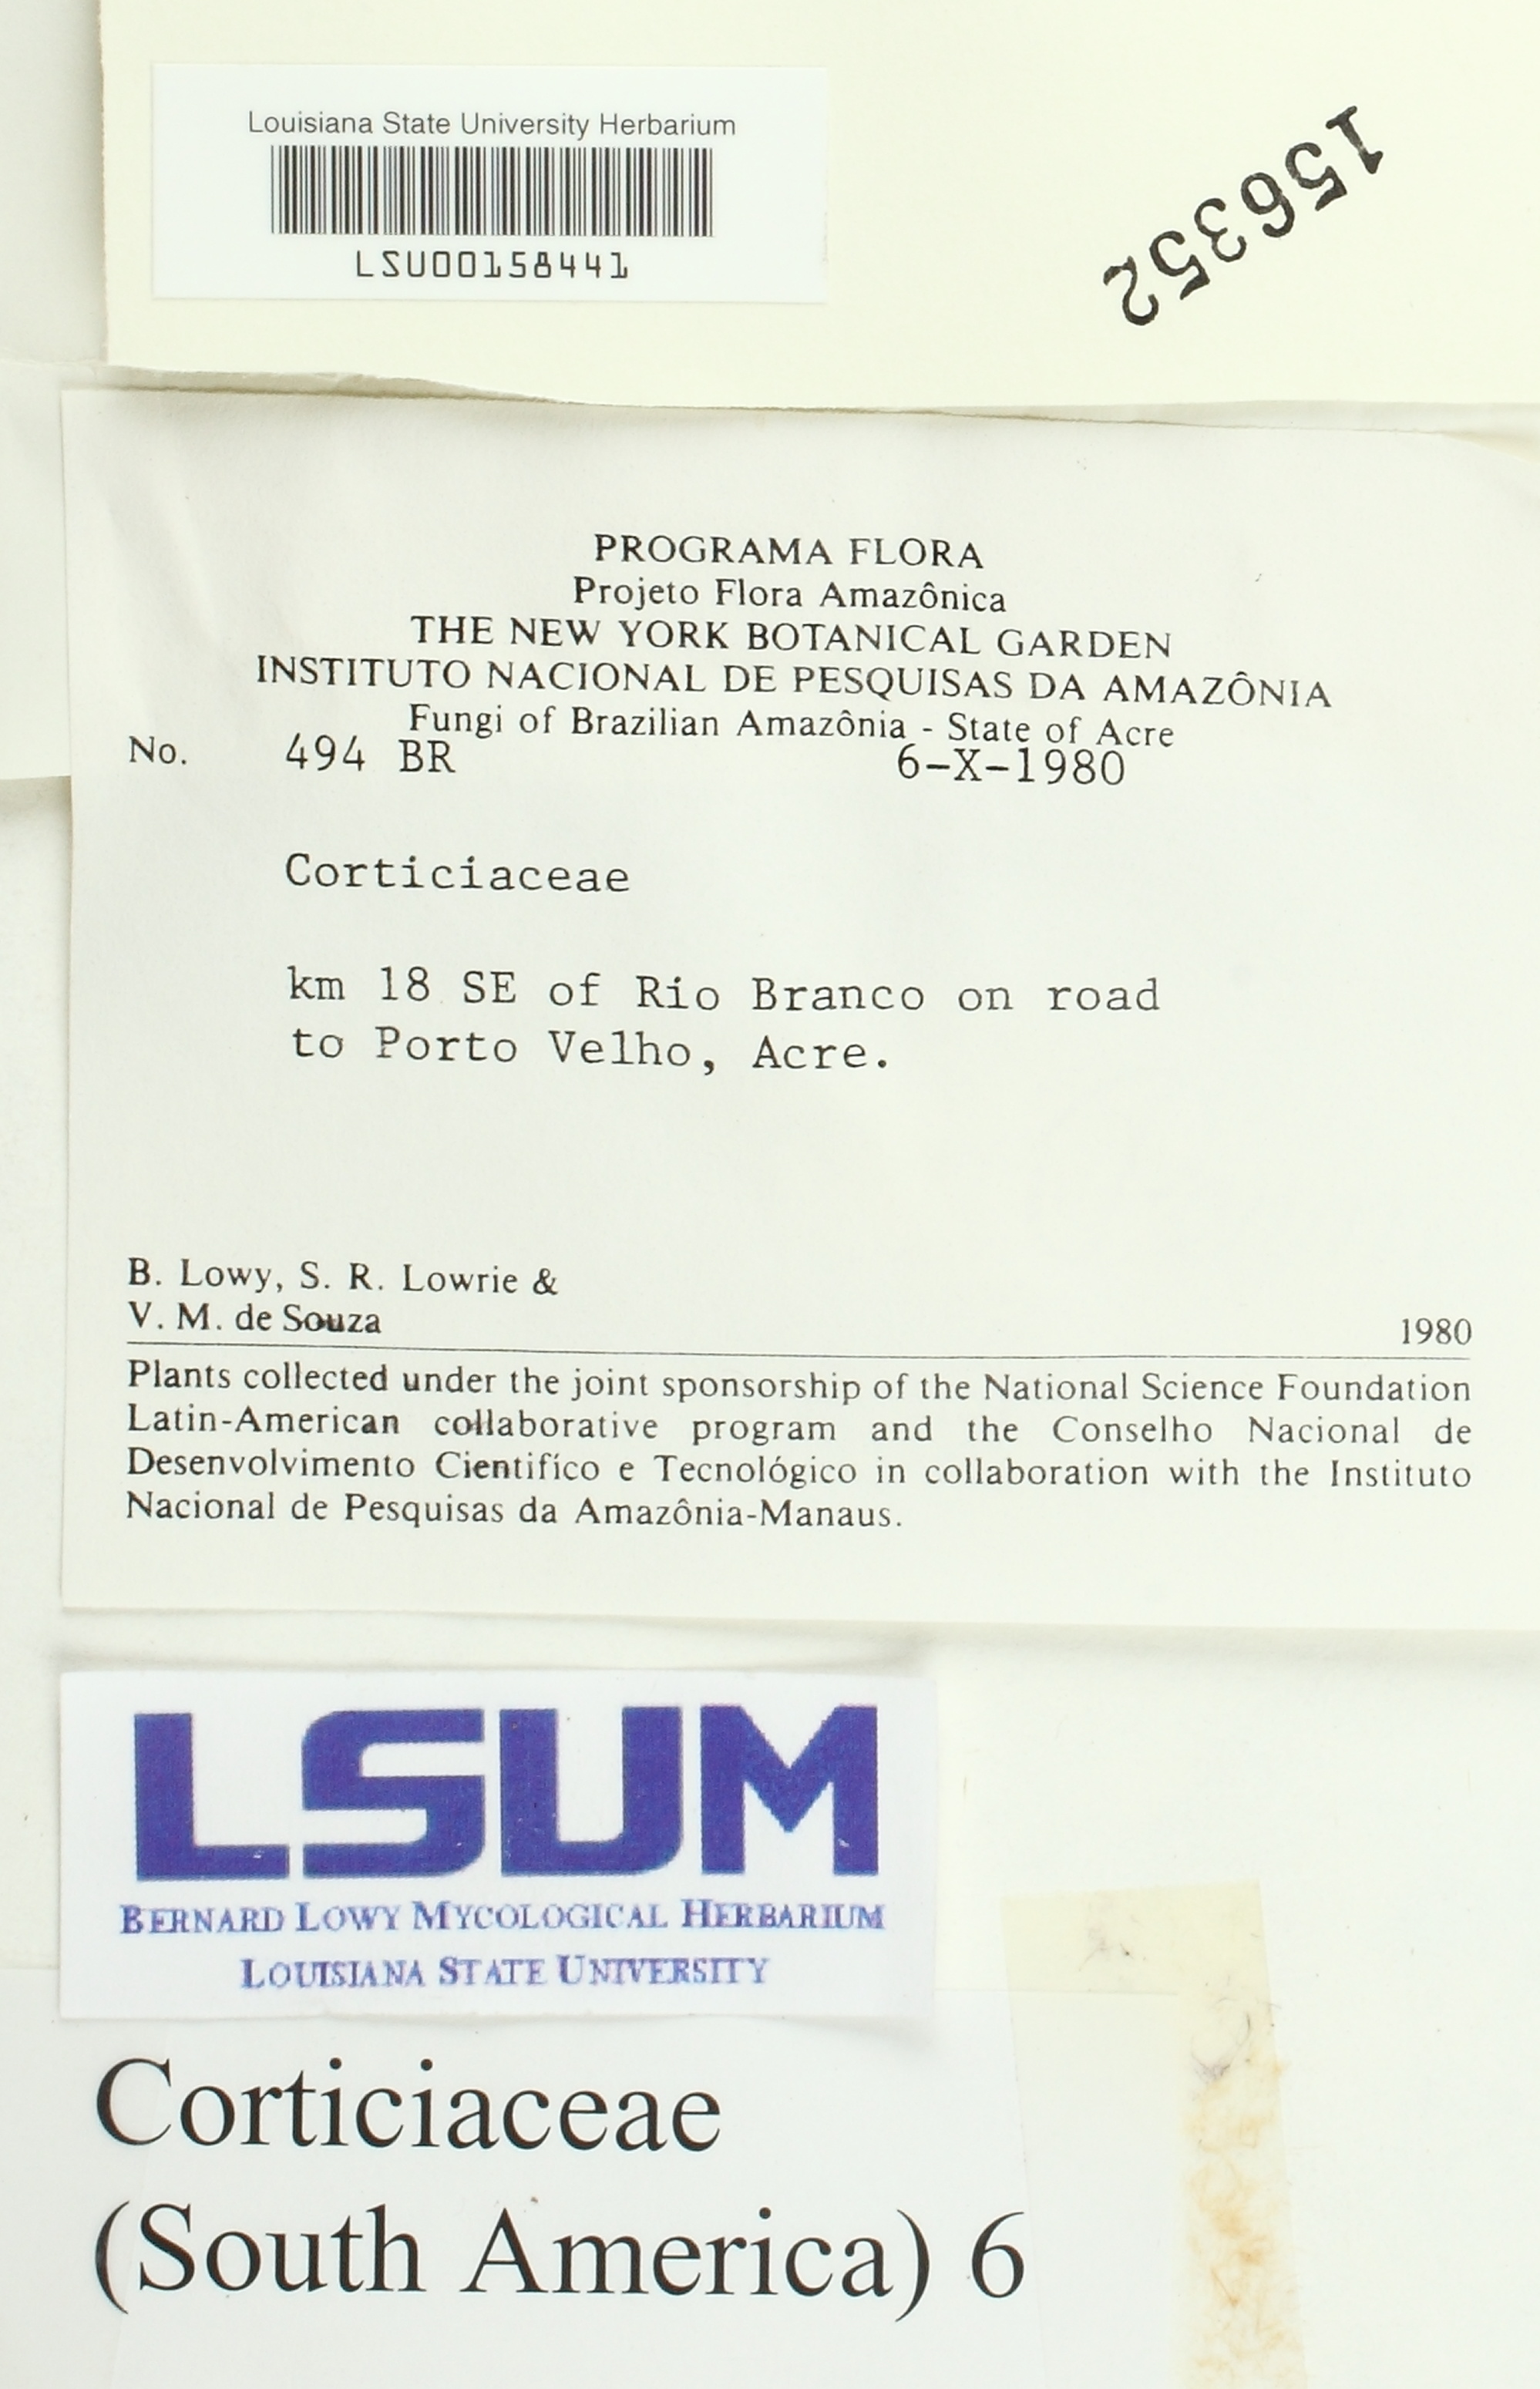 Louisiana State University Herbarium
LSU00158441
156352
PROGRAMA FLORA
Projeto Flora Amazônica
THE NEW YORK BOTANICAL GARDEN
INSTITUTO NACIONAL DE PESQUISAS DA AMAZÔNIA
Fungi of Brazilian Amazônia - State of Acre
No. 494 BR 6-X-1980
Corticiaceae
km 18 SE of Rio Branco on road
to Porto Velho, Acre.
B. Lowy, S. R. Lowrie &
V. M. de Souza 1980
Plants collected under the joint sponsorship of the National Science Foundation
Latin-American collaborative program and the Conselho Nacional de
Desenvolvimento Cientifíco e Tecnológico in collaboration with the Instituto
Nacional de Pesquisas da Amazônia-Manaus.
LSUM
BERNARD LOWY MYCOLOGICAL HERBARIUM
LOUISIANA STATE UNIVERSITY
Corticiaceae
(South America) 6